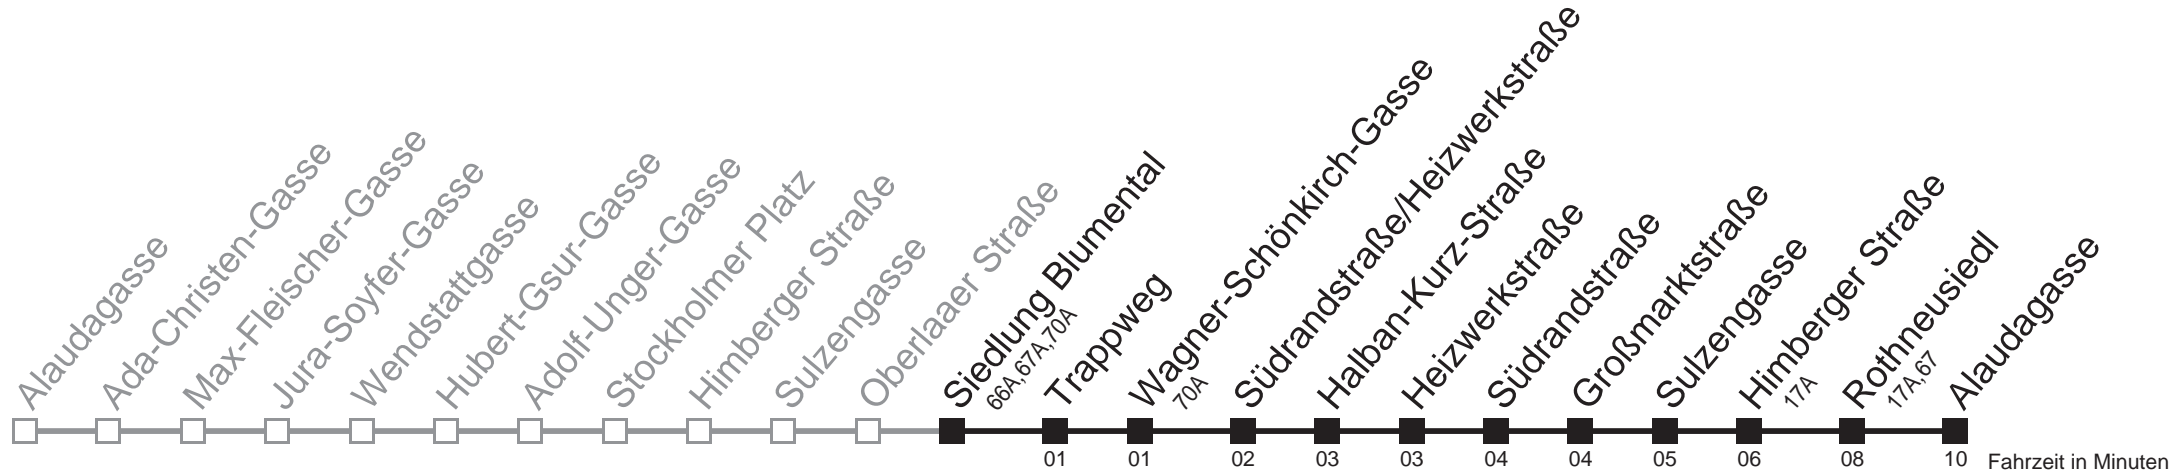 Alaudagasse
Ada-Christen-Gasse
Max-Fleischer-Gasse
Jura-Soyfer-Gasse
Wendstattgasse
Hubert-Gsur-Gasse
Adolf-Unger-Gasse
Stockholmer Platz
Himberger Straße
Sulzengasse
Oberlaaer Straße
Siedlung Blumental
66A,67A,70A
Trappweg
Wagner-Schönkirch-Gasse
70A
Südrandstraße/Heizwerkstraße
Halban-Kurz-Straße
Heizwerkstraße
Südrandstraße
Großmarktstraße
Sulzengasse
Himberger Straße
17A
Rothneusiedl
17A,67
Alaudagasse
01 01 02 03 03 04 04 05 06 08 10 Fahrzeit in Minuten